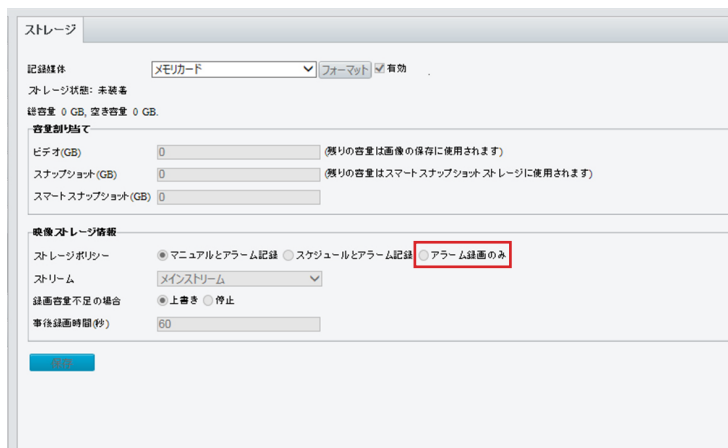 ストレージ
記録媒体 メモリカード フォーマット 有効
ストレージ状態: 未装着
総容量 0 GB, 空き容量 0 GB.
容量割り当て
ビデオ(GB) 0 (残りの容量は画像の保存に使用されます)
スナップショット(GB) 0 (残りの容量はスマートスナップショットストレージに使用されます)
スマートスナップショット(GB) 0
映像ストレージ情報
ストレージポリシー マニュアルとアラーム記録 スケジュールとアラーム記録 アラーム録画のみ
ストリーム メインストリーム
録画容量不足の場合 上書き 停止
事後録画時間(秒) 60
保存